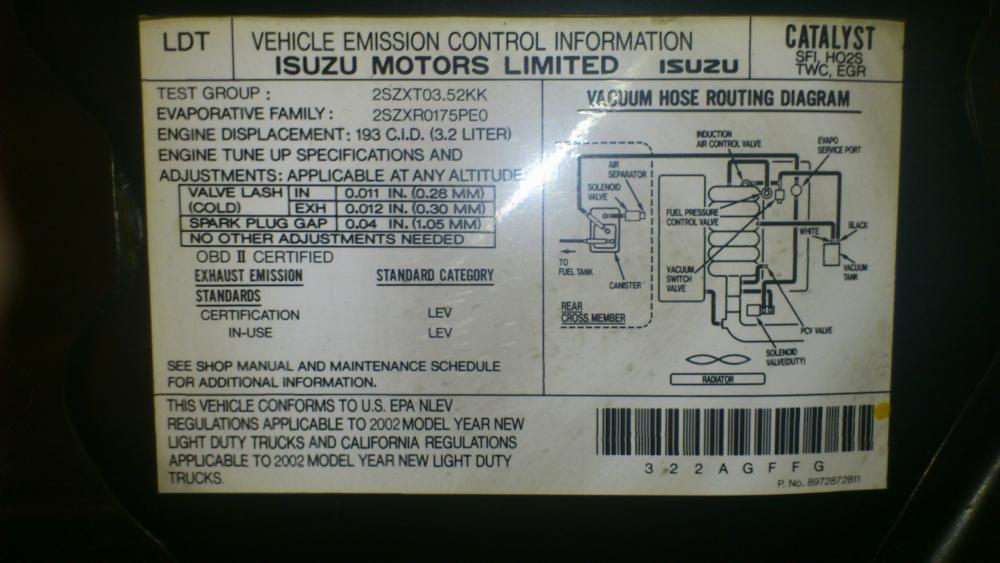 LDT
VEHICLE EMISSION CONTROL INFORMATION
ISUZU MOTORS LIMITED ISUZU
CATALYST
SFI, HO2S
TWC, EGR
TEST GROUP : 2SZXT03.52KK
EVAPORATIVE FAMILY : 2SZXR0175PE0
ENGINE DISPLACEMENT: 193 C.I.D. (3.2 LITER)
ENGINE TUNE UP SPECIFICATIONS AND
ADJUSTMENTS: APPLICABLE AT ANY ALTITUDE
VALVE LASH IN 0.011 IN. (0.28 MM)
(COLD) EXH 0.012 IN. (0.30 MM)
SPARK PLUG GAP 0.04 IN. (1.05 MM)
NO OTHER ADJUSTMENTS NEEDED
OBD II CERTIFIED
EXHAUST EMISSION STANDARD CATEGORY
STANDARDS
CERTIFICATION LEV
IN-USE LEV
SEE SHOP MANUAL AND MAINTENANCE SCHEDULE
FOR ADDITIONAL INFORMATION.
VACUUM HOSE ROUTING DIAGRAM
INDUCTION
AIR CONTROL VALVE
EVAPO
SERVICE PORT
AIR
SEPARATOR
SOLENOID
VALVE
FUEL PRESSURE
CONTROL VALVE
WHITE
BLACK
TO
FUEL TANK
CANISTER
VACUUM
SWITCH
VALVE
VACUUM
TANK
REAR
CROSS MEMBER
PCV VALVE
SOLENOID
VALVE(DUTY)
RADIATOR
THIS VEHICLE CONFORMS TO U.S. EPA NLEV
REGULATIONS APPLICABLE TO 2002 MODEL YEAR NEW
LIGHT DUTY TRUCKS AND CALIFORNIA REGULATIONS
APPLICABLE TO 2002 MODEL YEAR NEW LIGHT DUTY
TRUCKS.
322AGFFG
P. No. 8972872811